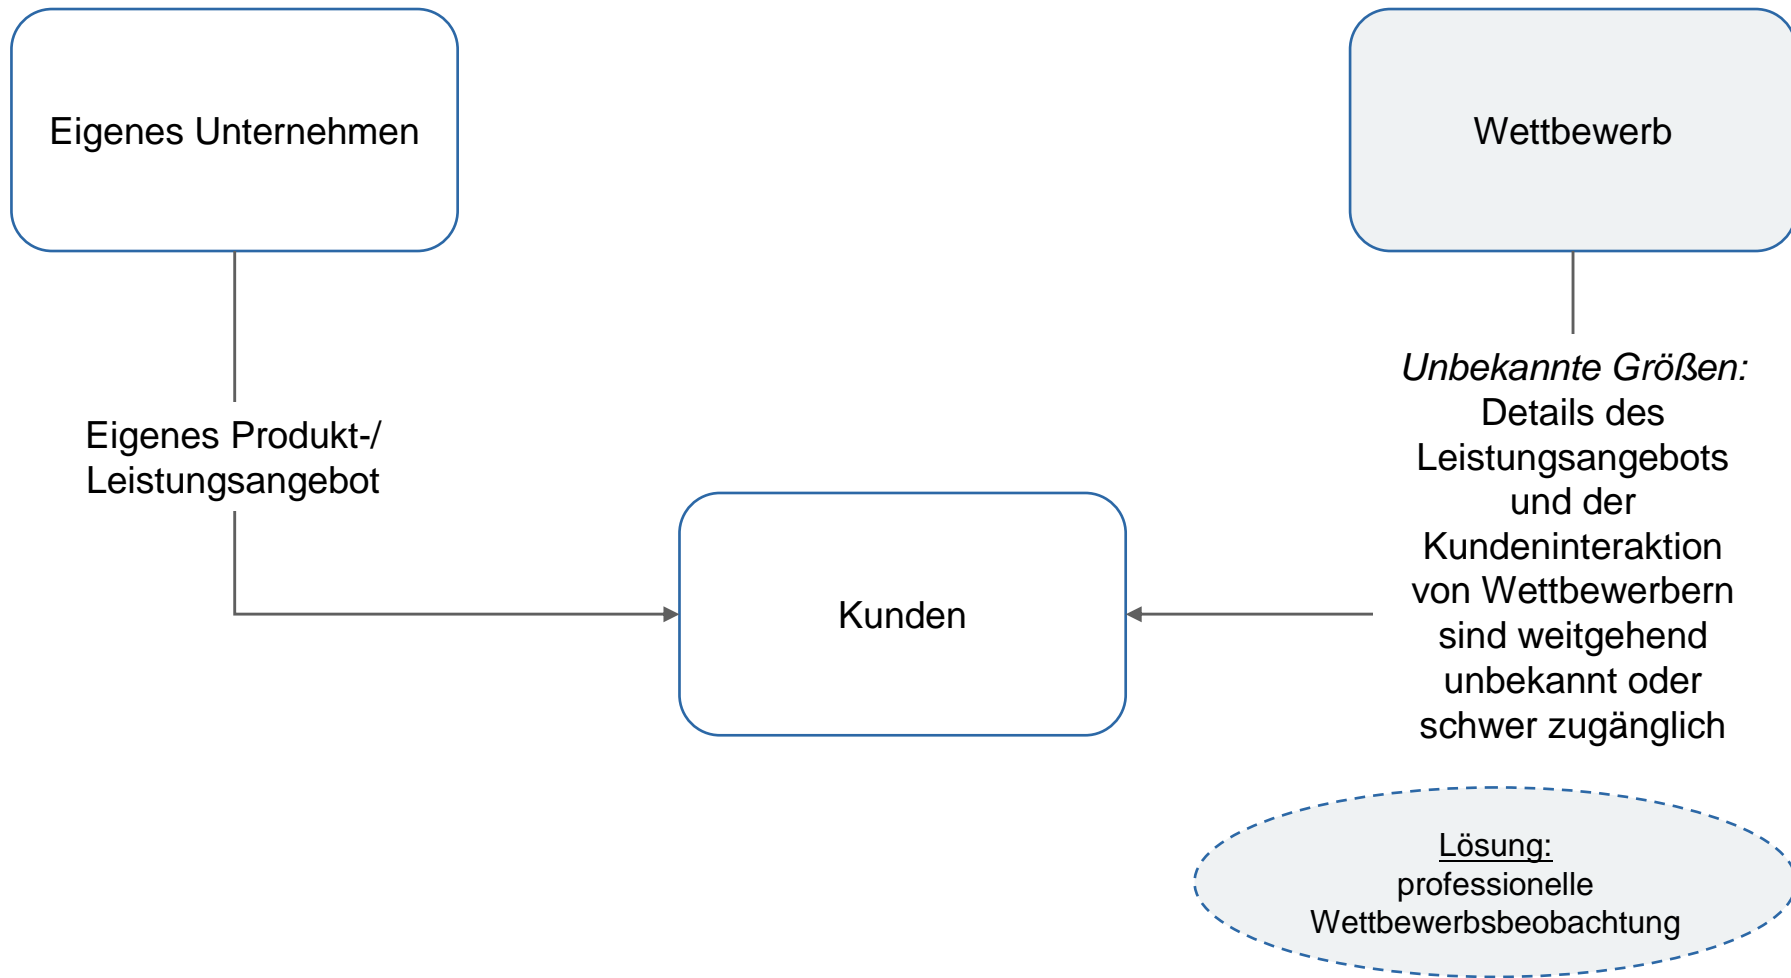 Eigenes Unternehmen
Wettbewerb
Eigenes Produkt-/
Leistungsangebot
Kunden
Unbekannte Größen:
Details des
Leistungsangebots
und der
Kundeninteraktion
von Wettbewerbern
sind weitgehend
unbekannt oder
schwer zugänglich
Lösung:
professionelle
Wettbewerbsbeobachtung